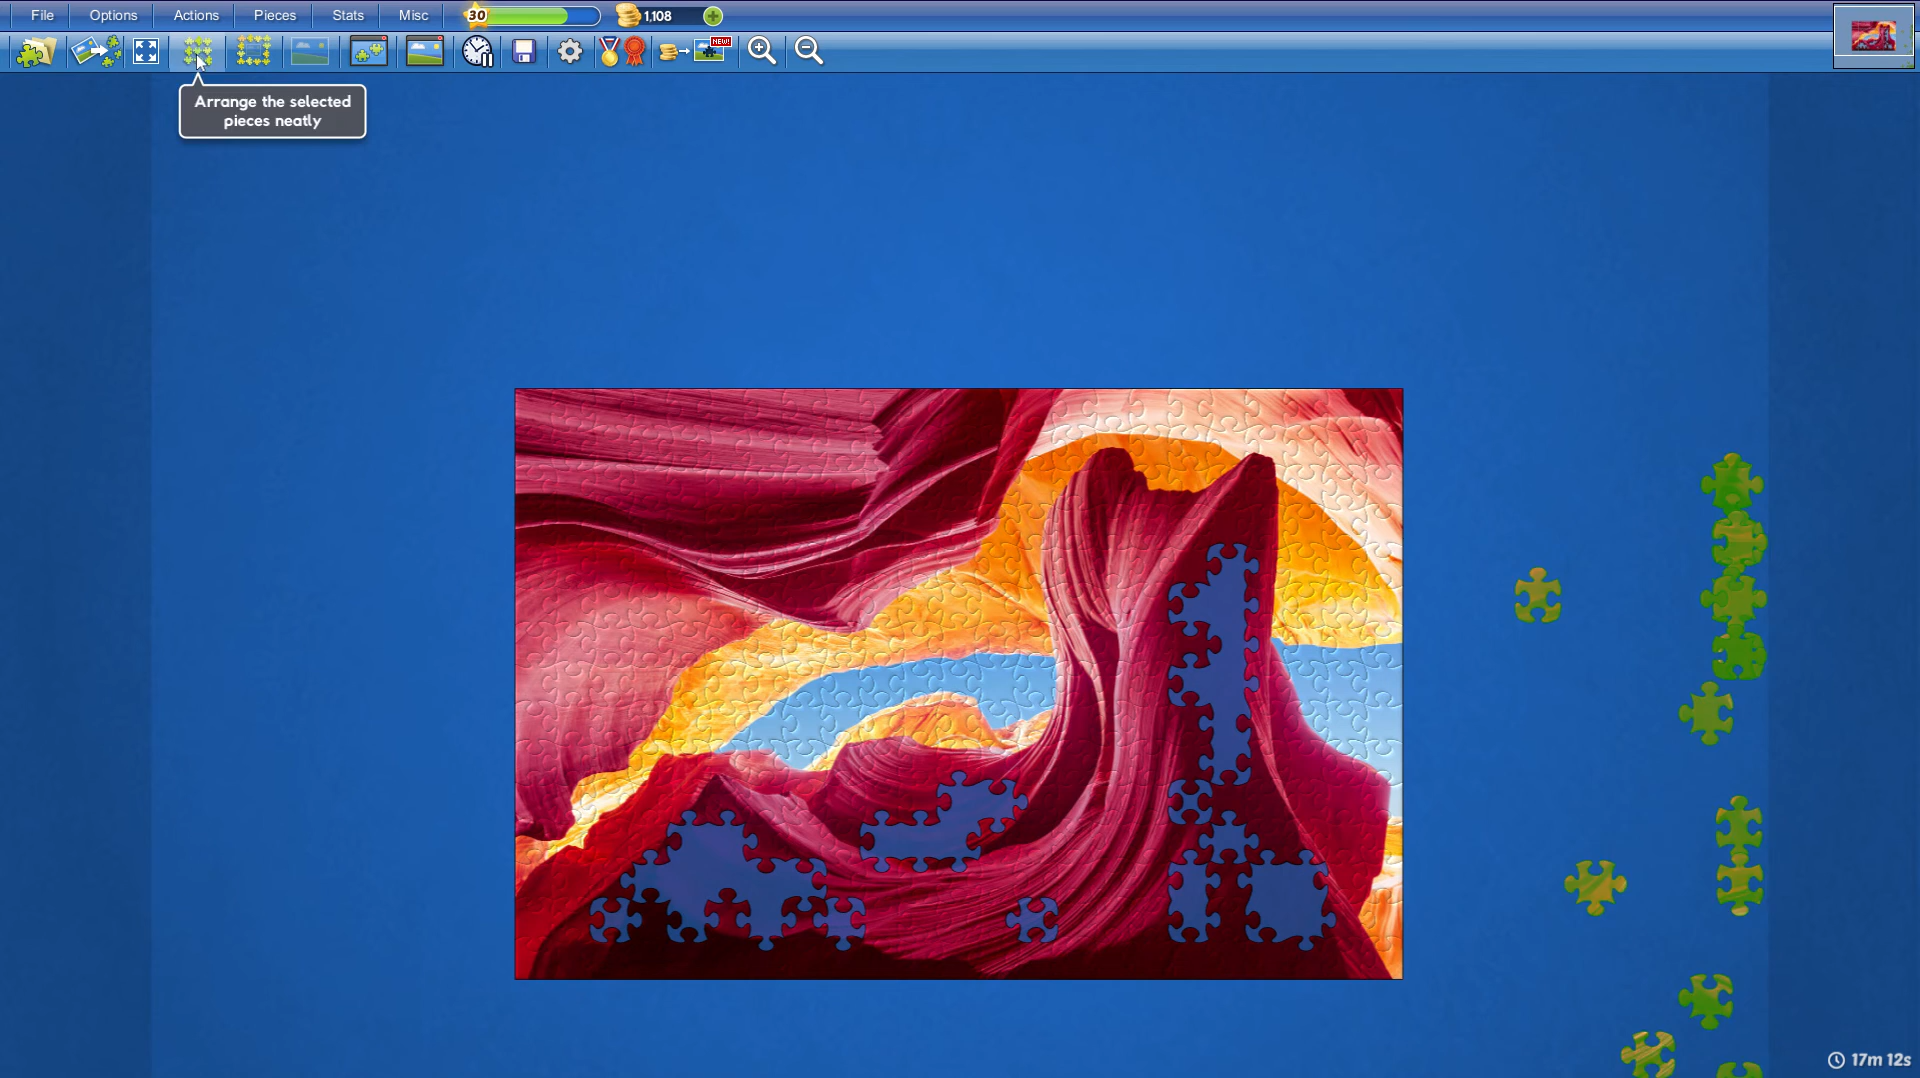 File Options Actions Pieces Stats Misc 30 1,108
NEW!
Arrange the selected
pieces neatly
17m 12s